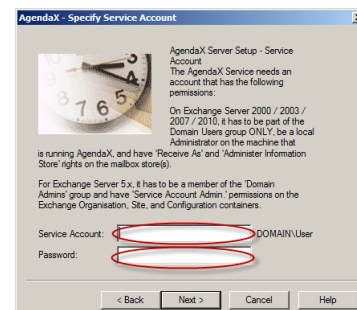 AgendaX - Specify Service Account
AgendaX Server Setup - Service
Account
The AgendaX Service needs an
account that has the following
permissions:
On Exchange Server 2000 / 2003 /
2007 / 2010, it has to be part of the
Domain Users group ONLY, be a local
Administrator on the machine that
is running AgendaX, and have 'Receive As' and 'Administer Information
Store' rights on the mailbox store(s).
For Exchange Server 5.x, it has to be a member of the 'Domain
Admins' group and have 'Service Account Admin.' permissions on the
Exchange Organisation, Site, and Configuration containers.
Service Account: DOMAIN\User
Password:
< Back Next > Cancel Help
3
8 7 6 5